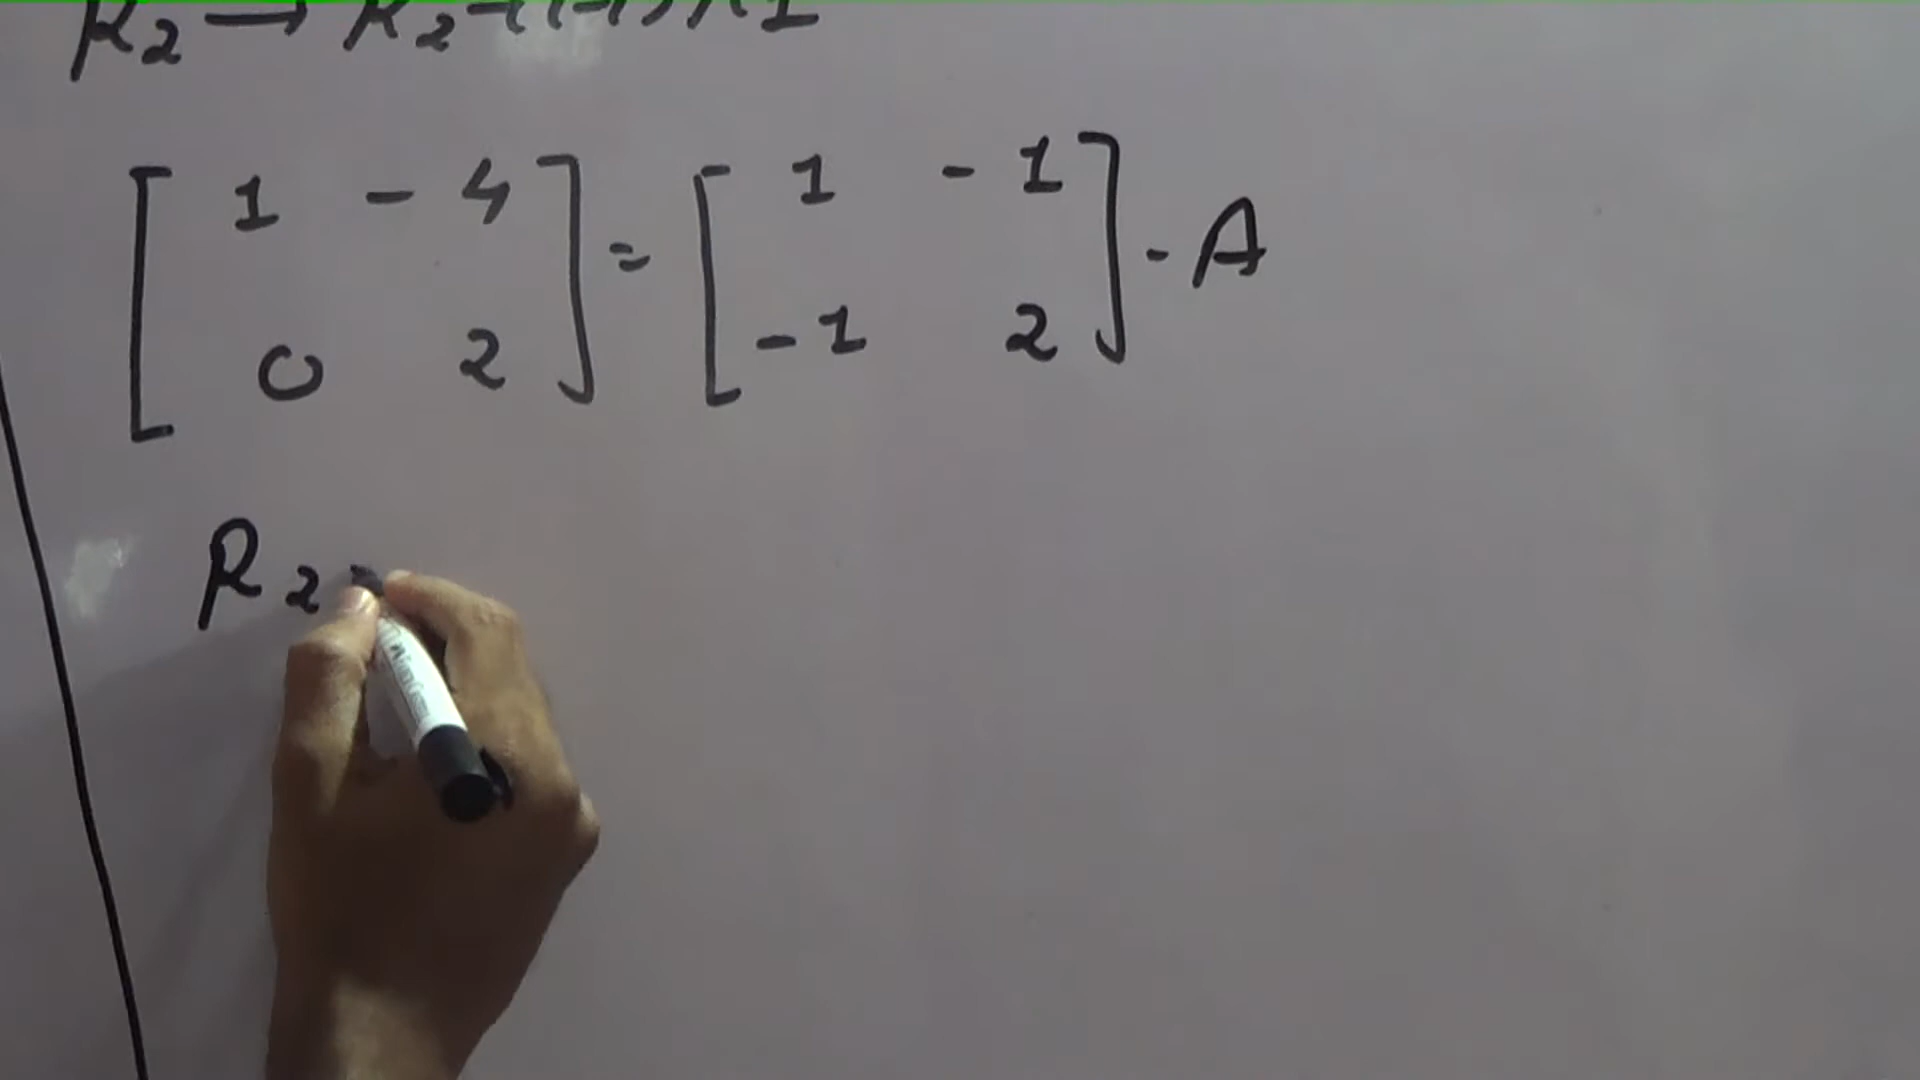 R2 → R2 + (-1) R1
[ 1 -4 ] = [ 1 -1 ] · A
[ 0 2 ] [ -1 2 ]
R2